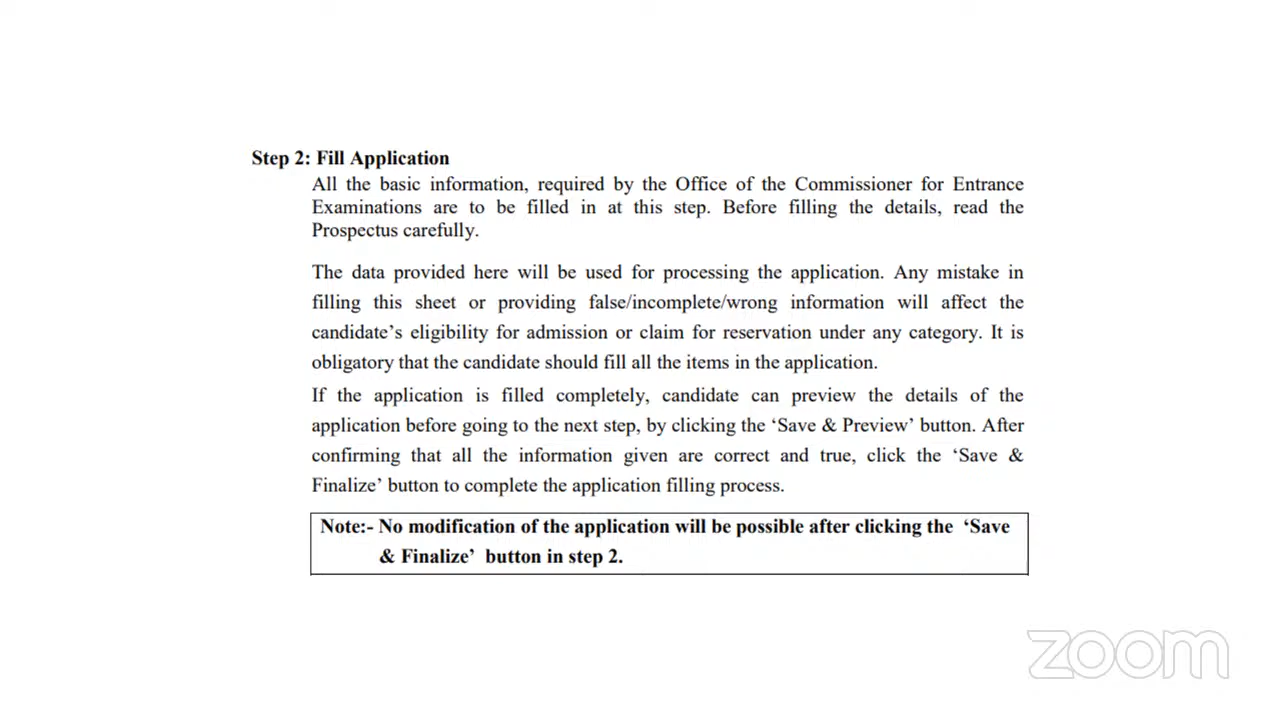 Step 2: Fill Application
All the basic information, required by the Office of the Commissioner for Entrance
Examinations are to be filled in at this step. Before filling the details, read the
Prospectus carefully.
The data provided here will be used for processing the application. Any mistake in
filling this sheet or providing false/incomplete/wrong information will affect the
candidate's eligibility for admission or claim for reservation under any category. It is
obligatory that the candidate should fill all the items in the application.
If the application is filled completely, candidate can preview the details of the
application before going to the next step, by clicking the ‘Save & Preview’ button. After
confirming that all the information given are correct and true, click the ‘Save &
Finalize’ button to complete the application filling process.
Note:- No modification of the application will be possible after clicking the ‘Save
& Finalize’ button in step 2.
zoom